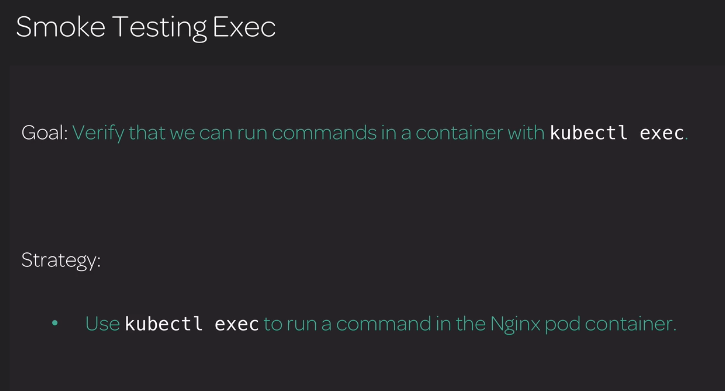 Smoke Testing Exec
Goal: Verify that we can run commands in a container with kubectl exec.
Strategy:
• Use kubectl exec to run a command in the Nginx pod container.